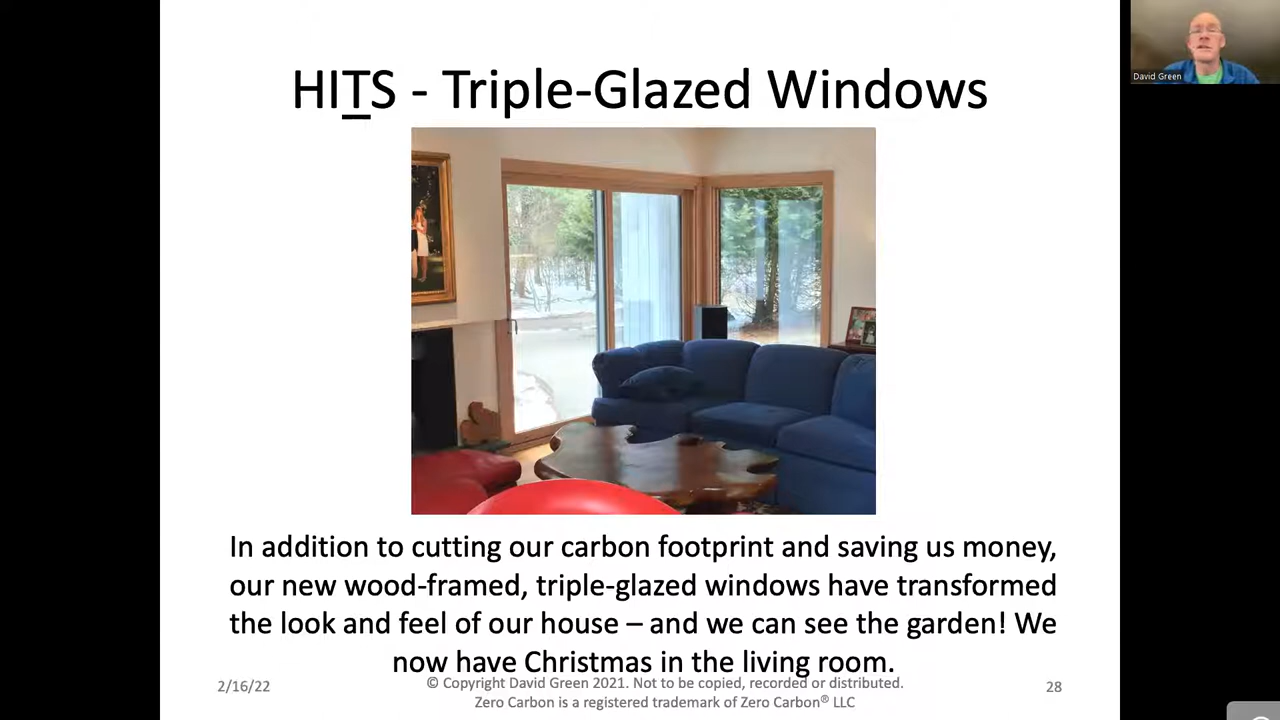 HITS - Triple-Glazed Windows
David Green
In addition to cutting our carbon footprint and saving us money,
our new wood-framed, triple-glazed windows have transformed
the look and feel of our house – and we can see the garden! We
now have Christmas in the living room.
2/16/22
© Copyright David Green 2021. Not to be copied, recorded or distributed.
Zero Carbon is a registered trademark of Zero Carbon® LLC
28